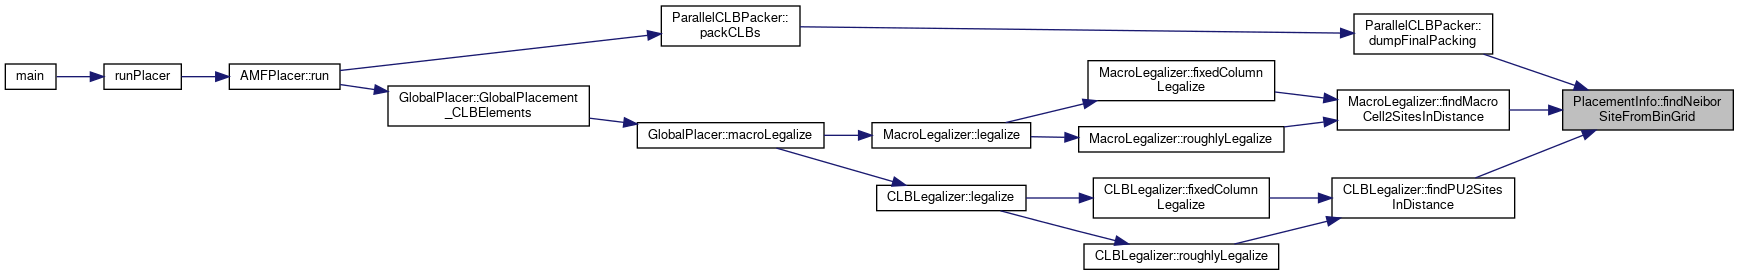 main
runPlacer
AMFPlacer::run
ParallelCLBPacker::
packCLBs
GlobalPlacer::GlobalPlacement
_CLBElements
GlobalPlacer::macroLegalize
MacroLegalizer::legalize
CLBLegalizer::legalize
MacroLegalizer::fixedColumn
Legalize
MacroLegalizer::roughlyLegalize
CLBLegalizer::fixedColumn
Legalize
CLBLegalizer::roughlyLegalize
ParallelCLBPacker::
dumpFinalPacking
MacroLegalizer::findMacro
Cell2SitesInDistance
CLBLegalizer::findPU2Sites
InDistance
PlacementInfo::findNeibor
SiteFromBinGrid